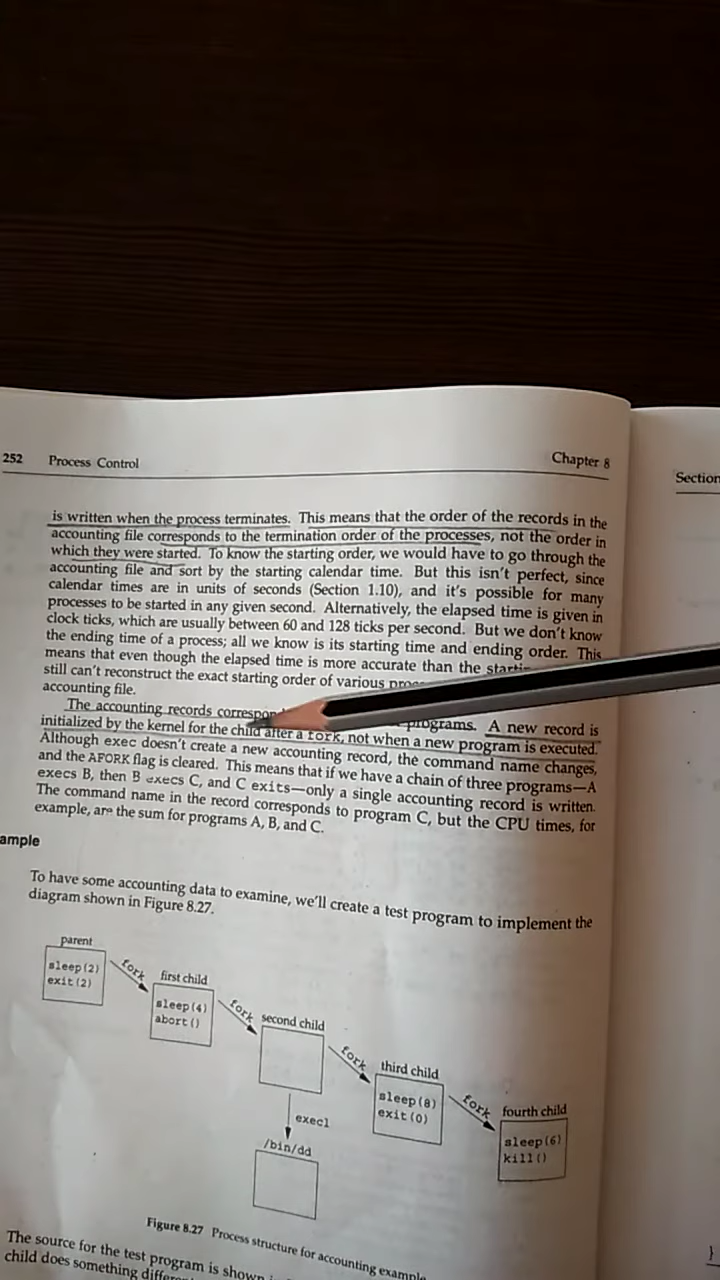 252 Process Control Chapter 8
Section
is written when the process terminates. This means that the order of the records in the
accounting file corresponds to the termination order of the processes, not the order in
which they were started. To know the starting order, we would have to go through the
accounting file and sort by the starting calendar time. But this isn't perfect, since
calendar times are in units of seconds (Section 1.10), and it's possible for many
processes to be started in any given second. Alternatively, the elapsed time is given in
clock ticks, which are usually between 60 and 128 ticks per second. But we don't know
the ending time of a process; all we know is its starting time and ending order. This
means that even though the elapsed time is more accurate than the
still can't reconstruct the exact starting order of various
accounting file.
The accounting records programs. A new record is
initialized by the kernel for the child after a fork, not when a new program is executed.
Although exec doesn't create a new accounting record, the command name changes,
and the AFORK flag is cleared. This means that if we have a chain of three programs—A
execs B, then B execs C, and C exits—only a single accounting record is written.
The command name in the record corresponds to program C, but the CPU times, for
example, are the sum for programs A, B, and C.
ample
To have some accounting data to examine, we'll create a test program to implement the
diagram shown in Figure 8.27.
parent
sleep(2)
exit(2)
fork
first child
sleep(4)
abort()
fork
second child
fork
third child
sleep(8)
exit(0)
fork
fourth child
sleep(6)
kill()
execl
/bin/dd
Figure 8.27 Process structure for accounting example
The source for the test program is shown
child does something
}